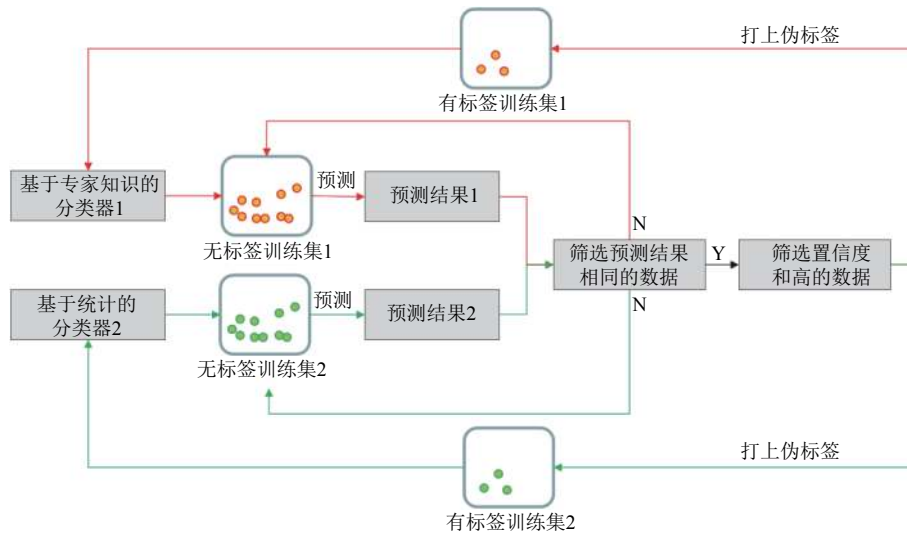 打上伪标签
有标签训练集1
基于专家知识的
分类器1
预测
预测结果1
无标签训练集1
N
筛选预测结果
相同的数据
Y
筛选置信度
和高的数据
N
基于统计的
分类器2
预测
预测结果2
无标签训练集2
打上伪标签
有标签训练集2